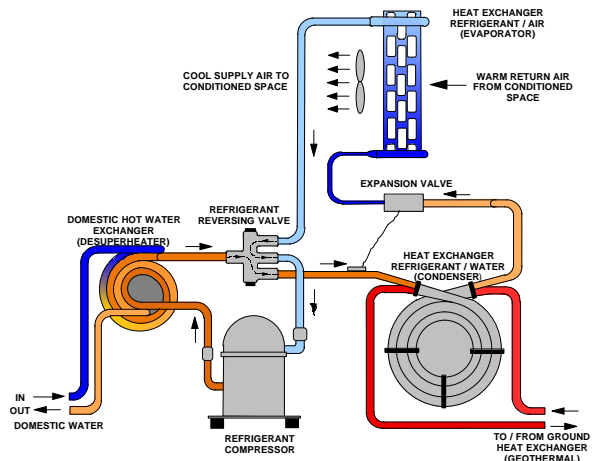 HEAT EXCHANGER
REFRIGERANT / AIR
(EVAPORATOR)
COOL SUPPLY AIR TO
CONDITIONED SPACE
WARM RETURN AIR
FROM CONDITIONED
SPACE
EXPANSION VALVE
REFRIGERANT
REVERSING VALVE
DOMESTIC HOT WATER
EXCHANGER
(DESUPERHEATER)
HEAT EXCHANGER
REFRIGERANT / WATER
(CONDENSER)
IN
OUT
DOMESTIC WATER
REFRIGERANT
COMPRESSOR
TO / FROM GROUND
HEAT EXCHANGER
(GEOTHERMAL)